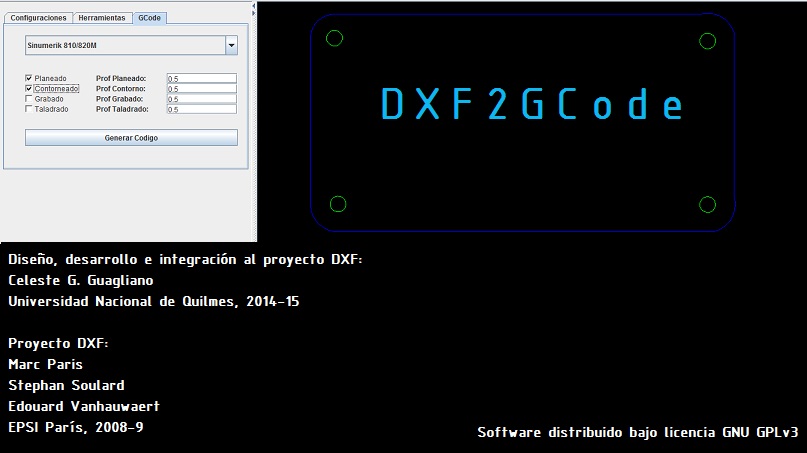 Configuraciones Herramientas GCode
Sinumerik 810/820M
Planeado Prof Planeado: 0.5
Contorneado Prof Contorno: 0.5
Grabado Prof Grabado: 0.5
Taladrado Prof Taladrado: 0.5
Generar Codigo
DXF2GCode
Diseño, desarrollo e integración al proyecto DXF:
Celeste G. Guagliano
Universidad Nacional de Quilmes, 2014-15
Proyecto DXF:
Marc Paris
Stephan Soulard
Edouard Vanhauwaert
EPSI París, 2008-9
Software distribuido bajo licencia GNU GPLv3